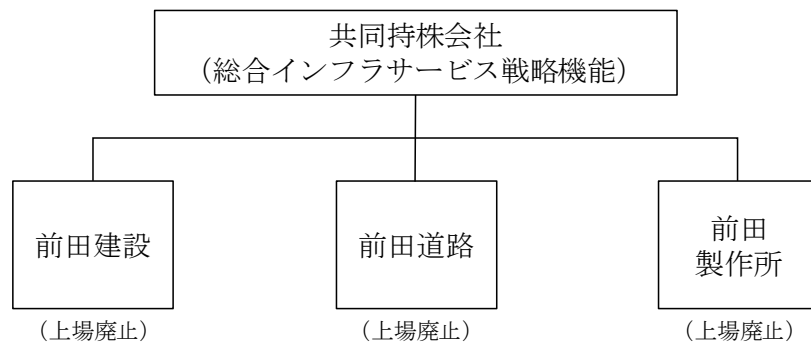 共同持株会社
（総合インフラサービス戦略機能）
前田建設
前田道路
前田
製作所
（上場廃止）
（上場廃止）
（上場廃止）